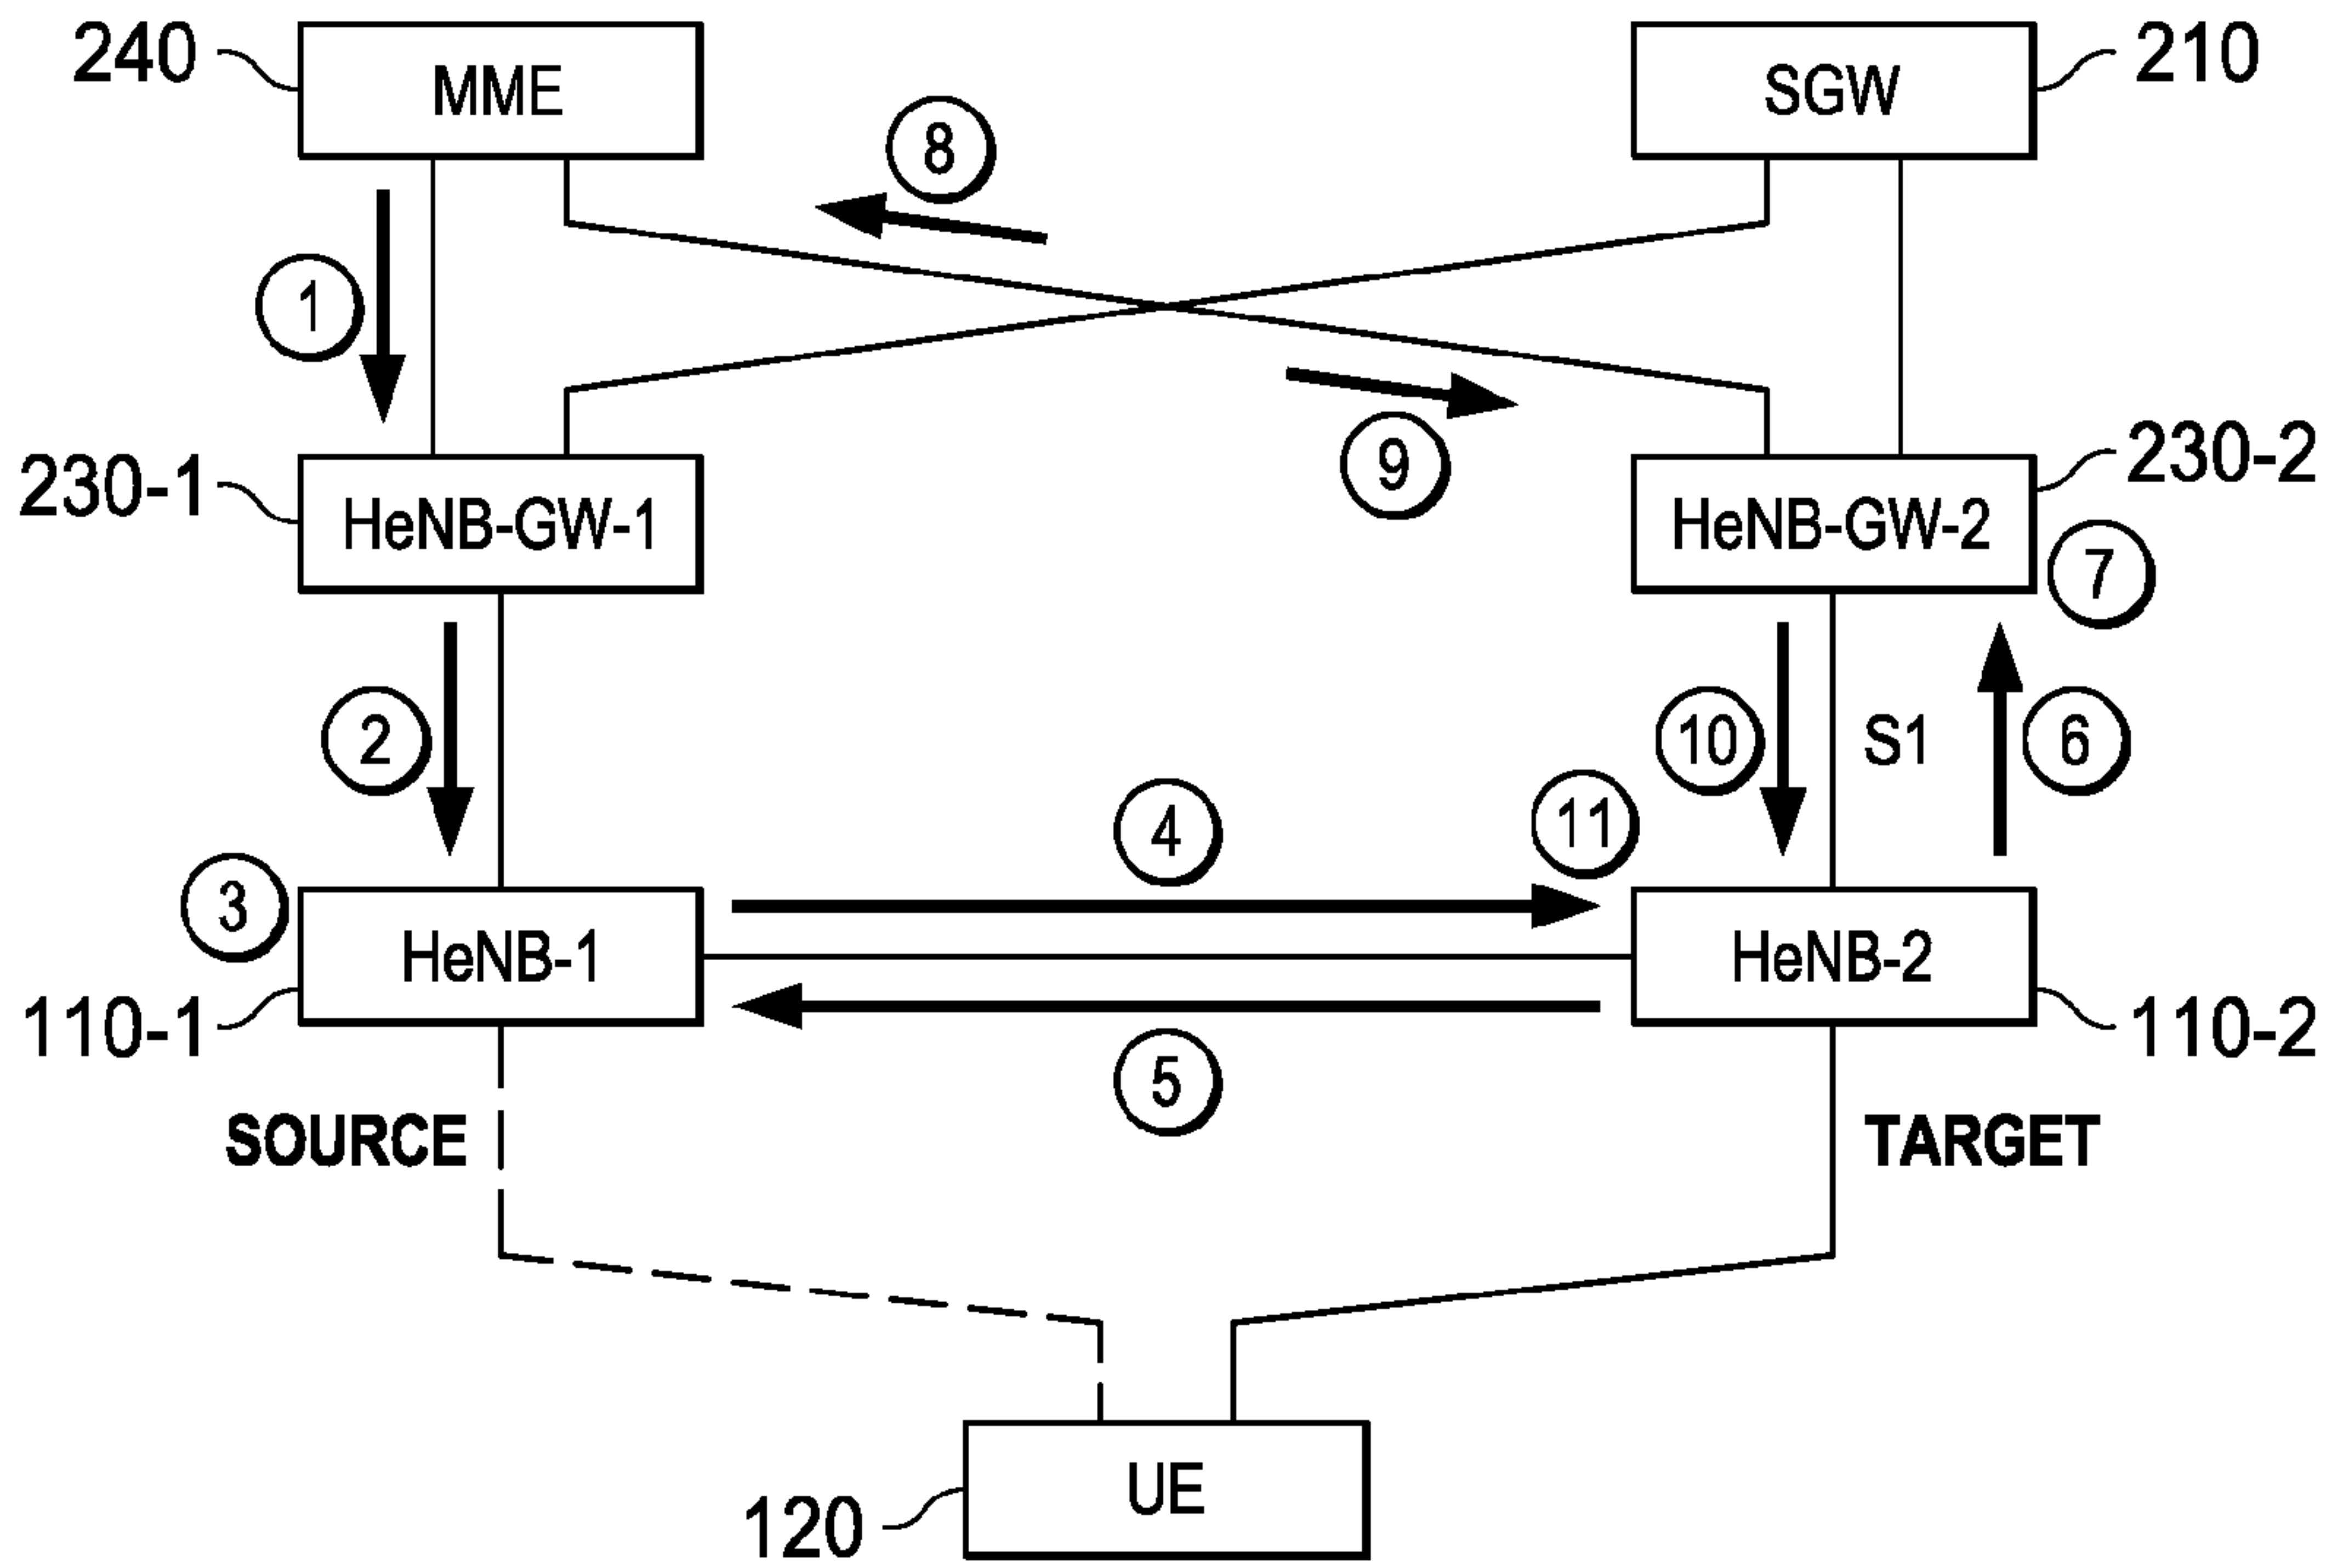 240
MME
SGW
210
8
1
9
230-1
HeNB-GW-1
HeNB-GW-2
230-2
7
2
10
S1
6
4
11
3
HeNB-1
HeNB-2
110-1
110-2
5
SOURCE
TARGET
UE
120